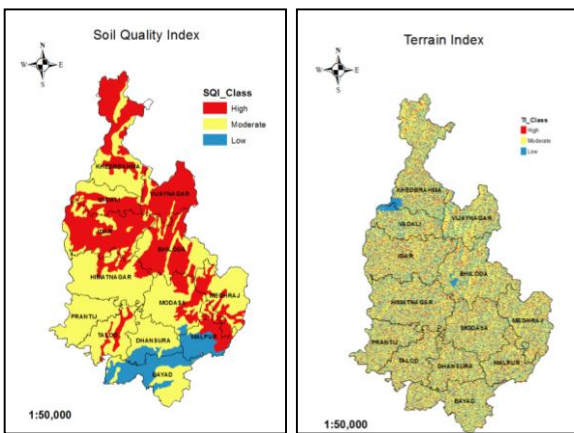 Soil Quality Index
N
W E
S
SQI_Class
High
Moderate
Low
KHEDBRAHMA
VADALI
VIJAYNAGAR
IDAR
BHILODA
HIMATNAGAR
MODASA
MEGHRAJ
PRANTIJ
TALOD
DHANSURA
MALPUR
BAYAD
1:50,000
Terrain Index
N
W E
S
TI_Class
High
Moderate
Low
KHEDBRAHMA
VIJAYNAGAR
VADALI
IDAR
BHILODA
HIMATNAGAR
MODASA
MEGHRAJ
PRANTIJ
TALOD
DHANSURA
MALPUR
BAYAD
1:50,000